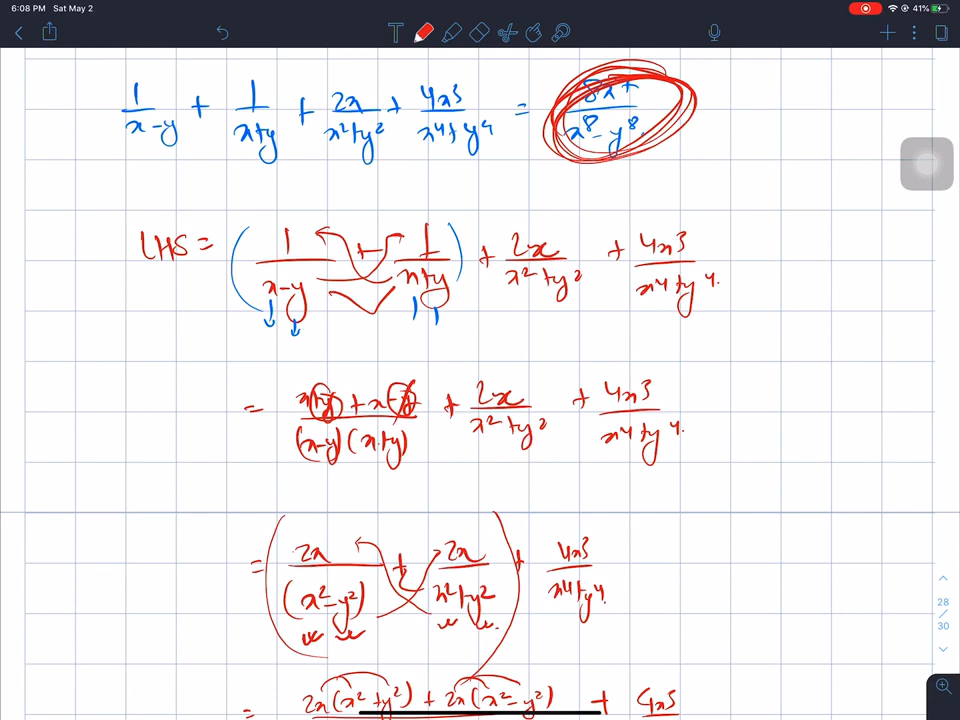 6:08 PM Sat May 2
41%
T
1/(x-y) + 1/(x+y) + 2x/(x²+y²) + 4x³/(x⁴+y⁴) = 8x⁷/(x⁸-y⁸)
LHS = (1/(x-y) + 1/(x+y)) + 2x/(x²+y²) + 4x³/(x⁴+y⁴)
= (x+y+x-y)/((x-y)(x+y)) + 2x/(x²+y²) + 4x³/(x⁴+y⁴)
= (2x/(x²-y²) + 2x/(x²+y²)) + 4x³/(x⁴+y⁴)
28
/
30
= 2x(x²+y²) + 2x(x²-y²) + 4x³